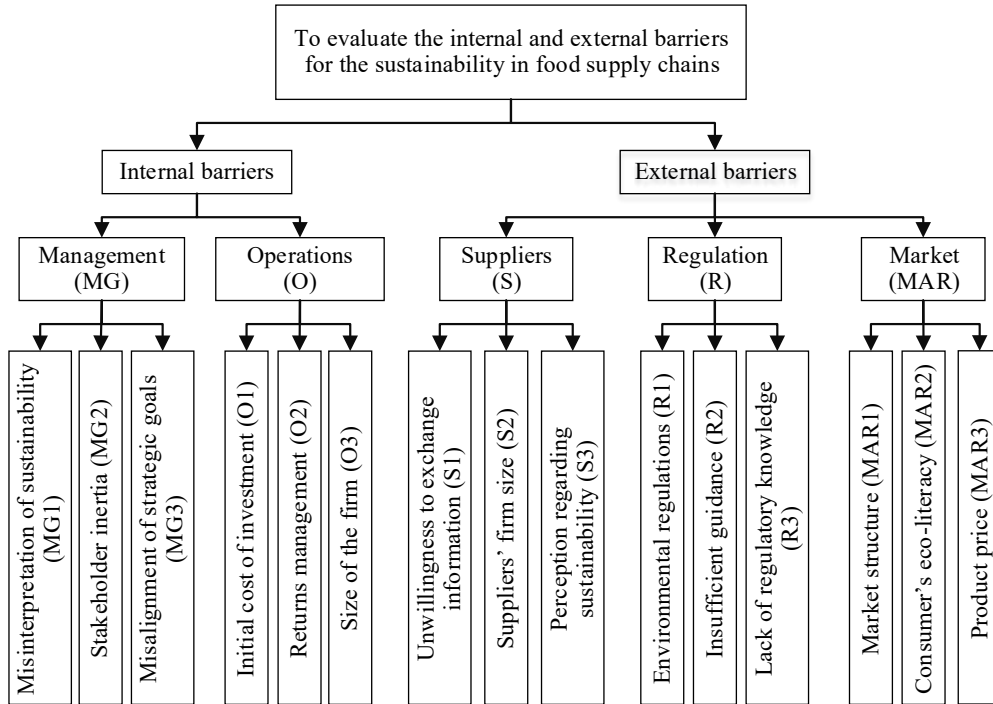 To evaluate the internal and external barriers
for the sustainability in food supply chains
Internal barriers
External barriers
Management
(MG)
Operations
(O)
Suppliers
(S)
Regulation
(R)
Market
(MAR)
Misinterpretation of sustainability
(MG1)
Stakeholder inertia (MG2)
Misalignment of strategic goals
(MG3)
Initial cost of investment (O1)
Returns management (O2)
Size of the firm (O3)
Unwillingness to exchange
information (S1)
Suppliers’ firm size (S2)
Perception regarding
sustainability (S3)
Environmental regulations (R1)
Insufficient guidance (R2)
Lack of regulatory knowledge
(R3)
Market structure (MAR1)
Consumer’s eco-literacy (MAR2)
Product price (MAR3)